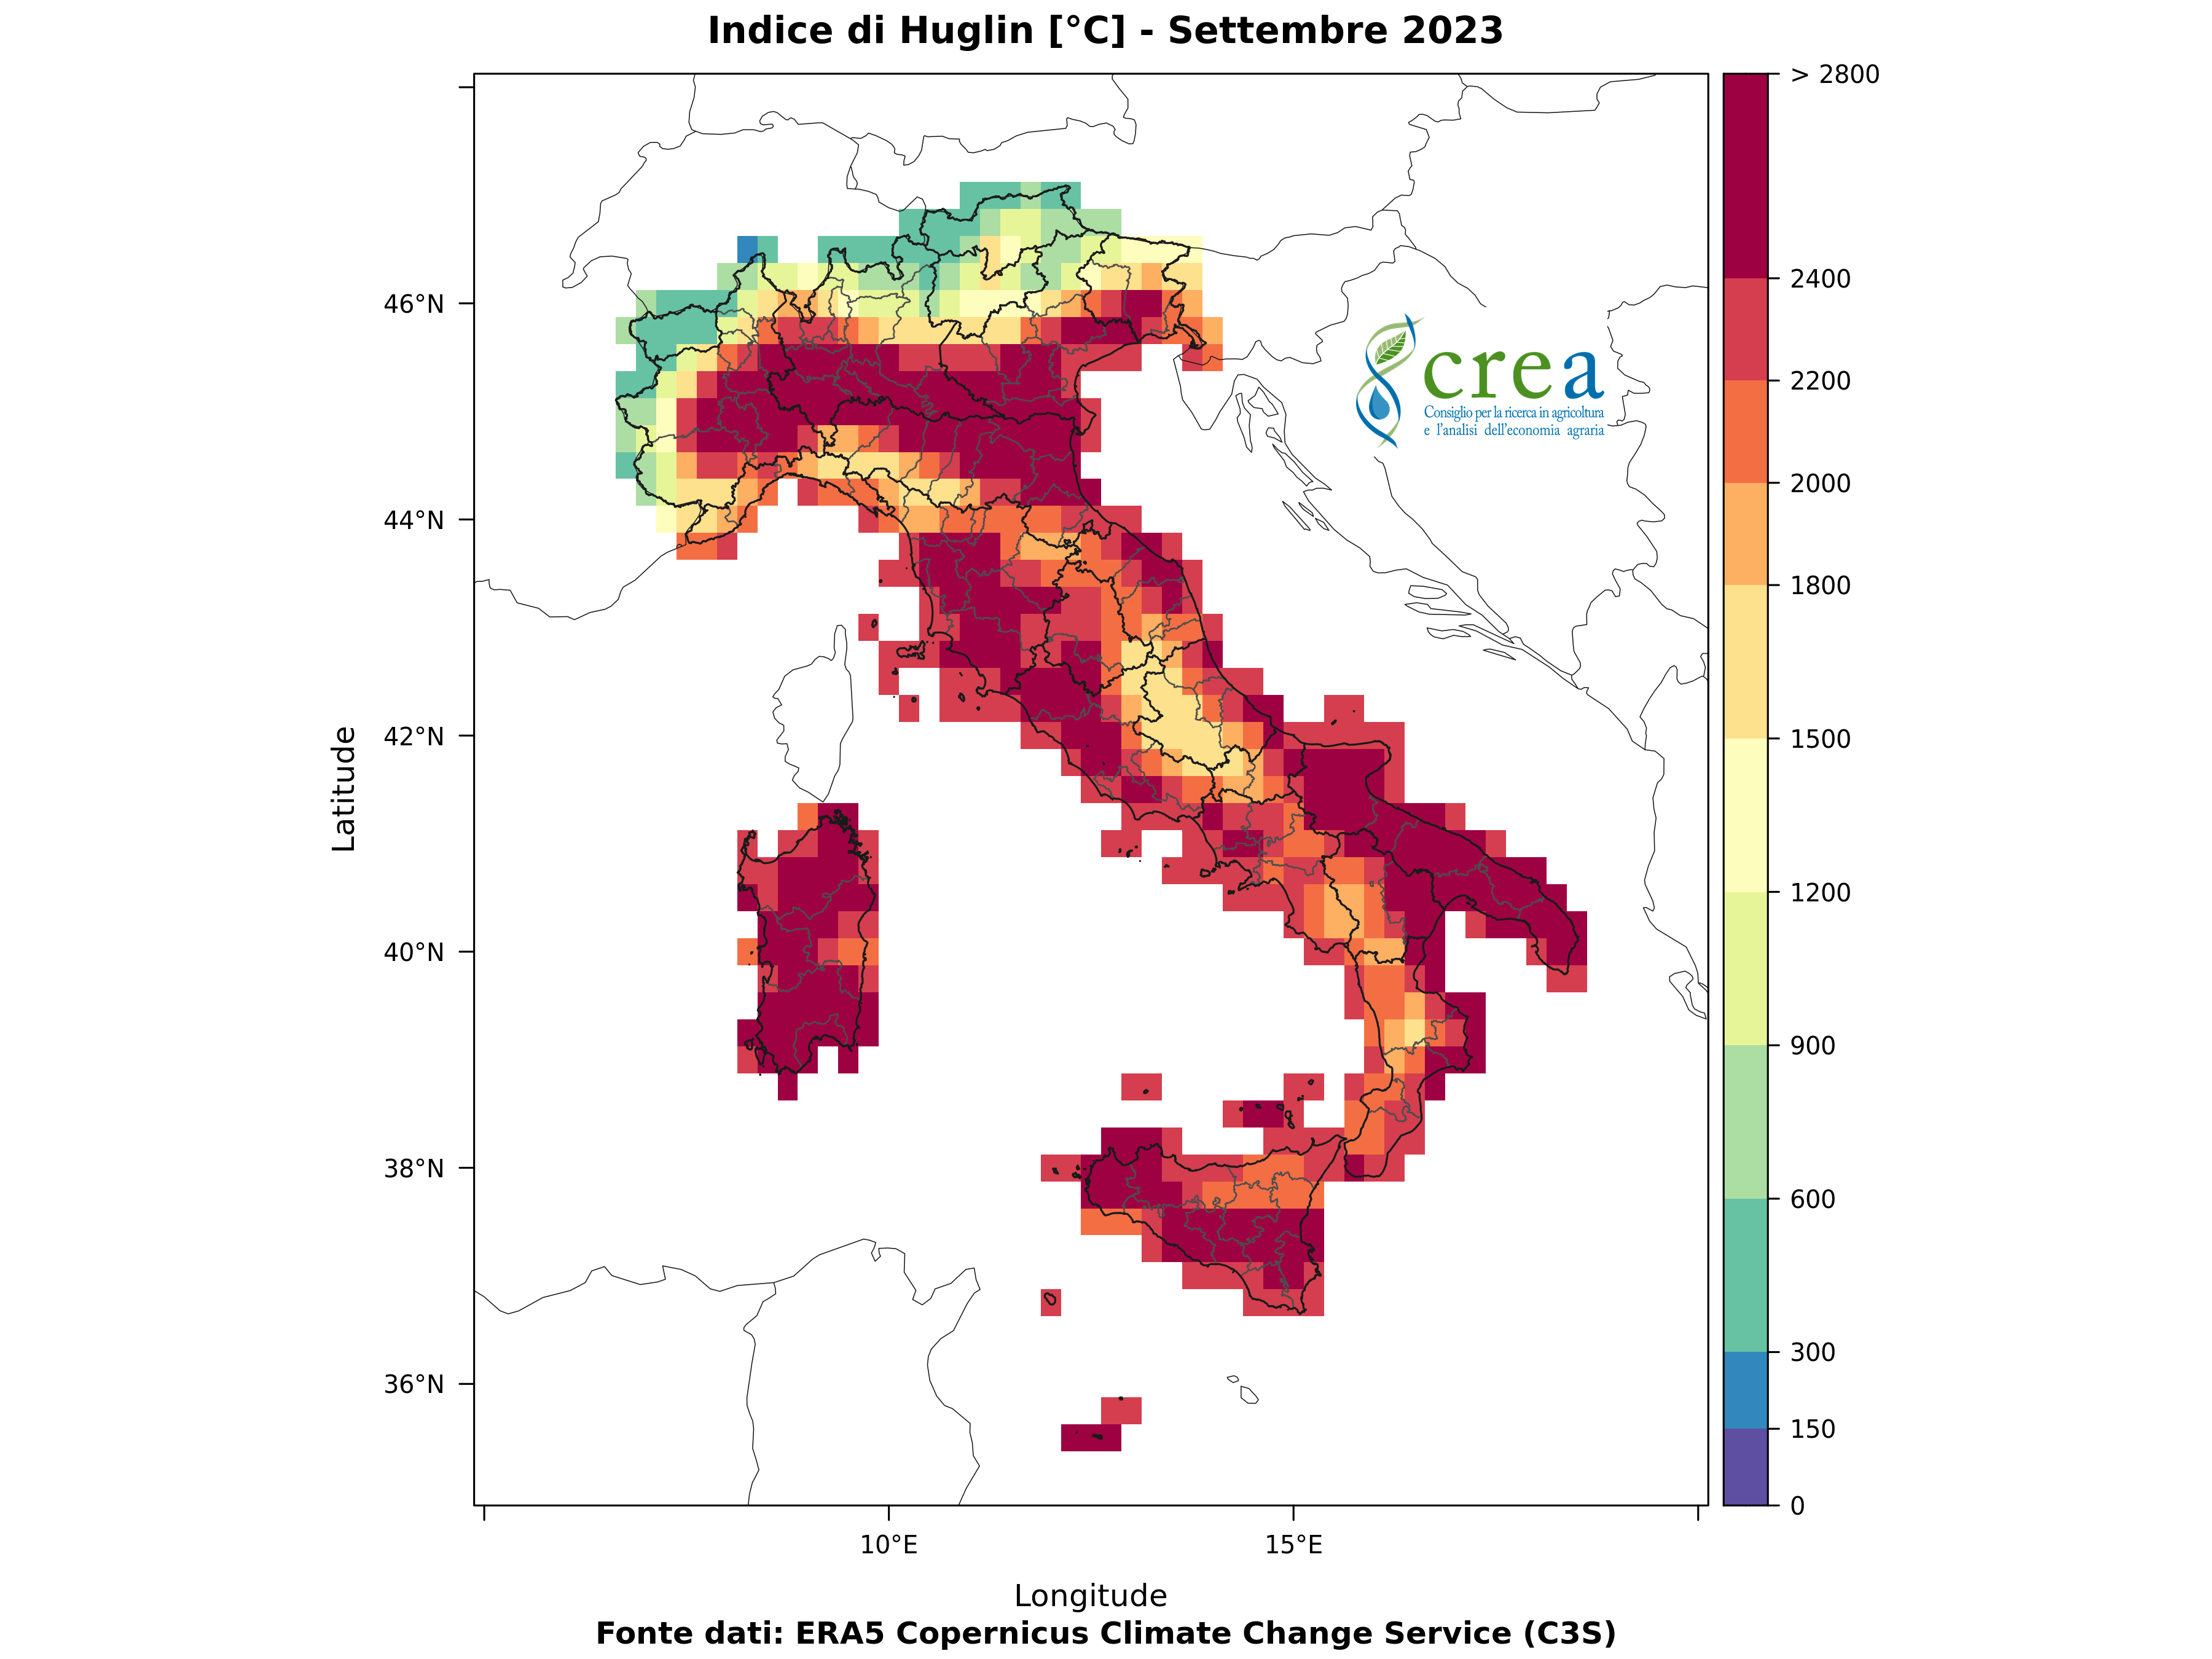 Indice di Huglin [°C] - Settembre 2023
> 2800
2400
2200
2000
1800
1500
1200
900
600
300
150
0
46°N
44°N
42°N
40°N
38°N
36°N
Latitude
crea
Consiglio per la ricerca in agricoltura
e l'analisi dell'economia agraria
10°E
15°E
Longitude
Fonte dati: ERA5 Copernicus Climate Change Service (C3S)